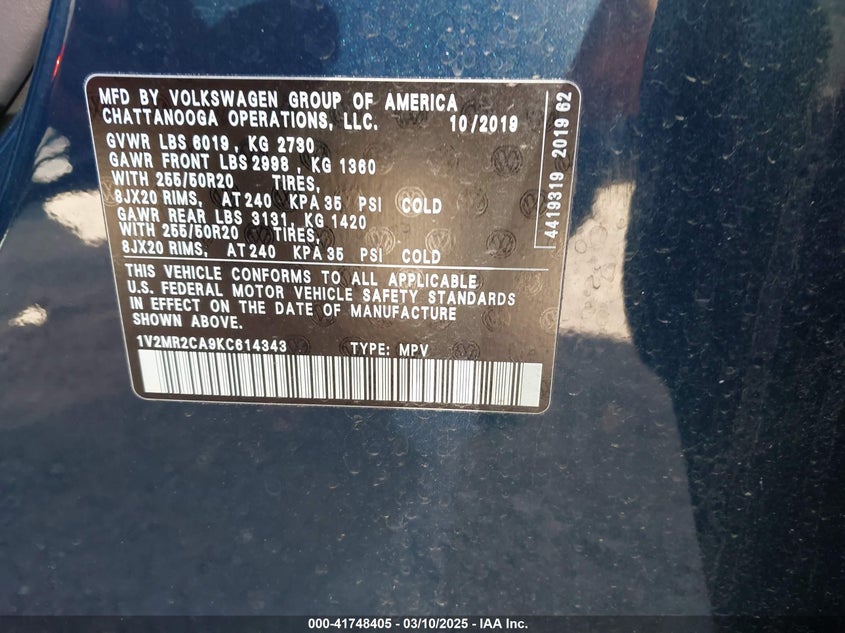 MFD BY VOLKSWAGEN GROUP OF AMERICA
CHATTANOOGA OPERATIONS, LLC. 10/2018
GVWR LBS 6019, KG 2730
GAWR FRONT LBS 2998, KG 1360
WITH 255/50R20 TIRES,
8JX20 RIMS, AT 240 KPA 35 PSI COLD
GAWR REAR LBS 3131, KG 1420
WITH 255/50R20 TIRES,
8JX20 RIMS, AT 240 KPA 35 PSI COLD
THIS VEHICLE CONFORMS TO ALL APPLICABLE
U.S. FEDERAL MOTOR VEHICLE SAFETY STANDARDS
IN EFFECT ON THE DATE OF MANUFACTURE
SHOWN ABOVE.
1V2MR2CA9KC614343 TYPE: MPV
4419319 2019 62
000-41748405 - 03/10/2025 - IAA Inc.